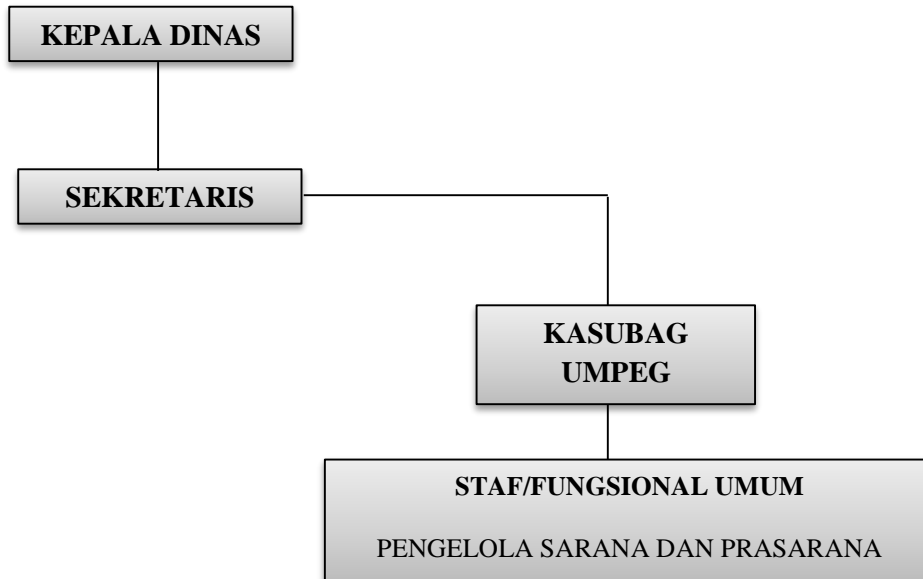 KEPALA DINAS
SEKRETARIS
KASUBAG
UMPEG
STAF/FUNGSIONAL UMUM
PENGELOLA SARANA DAN PRASARANA